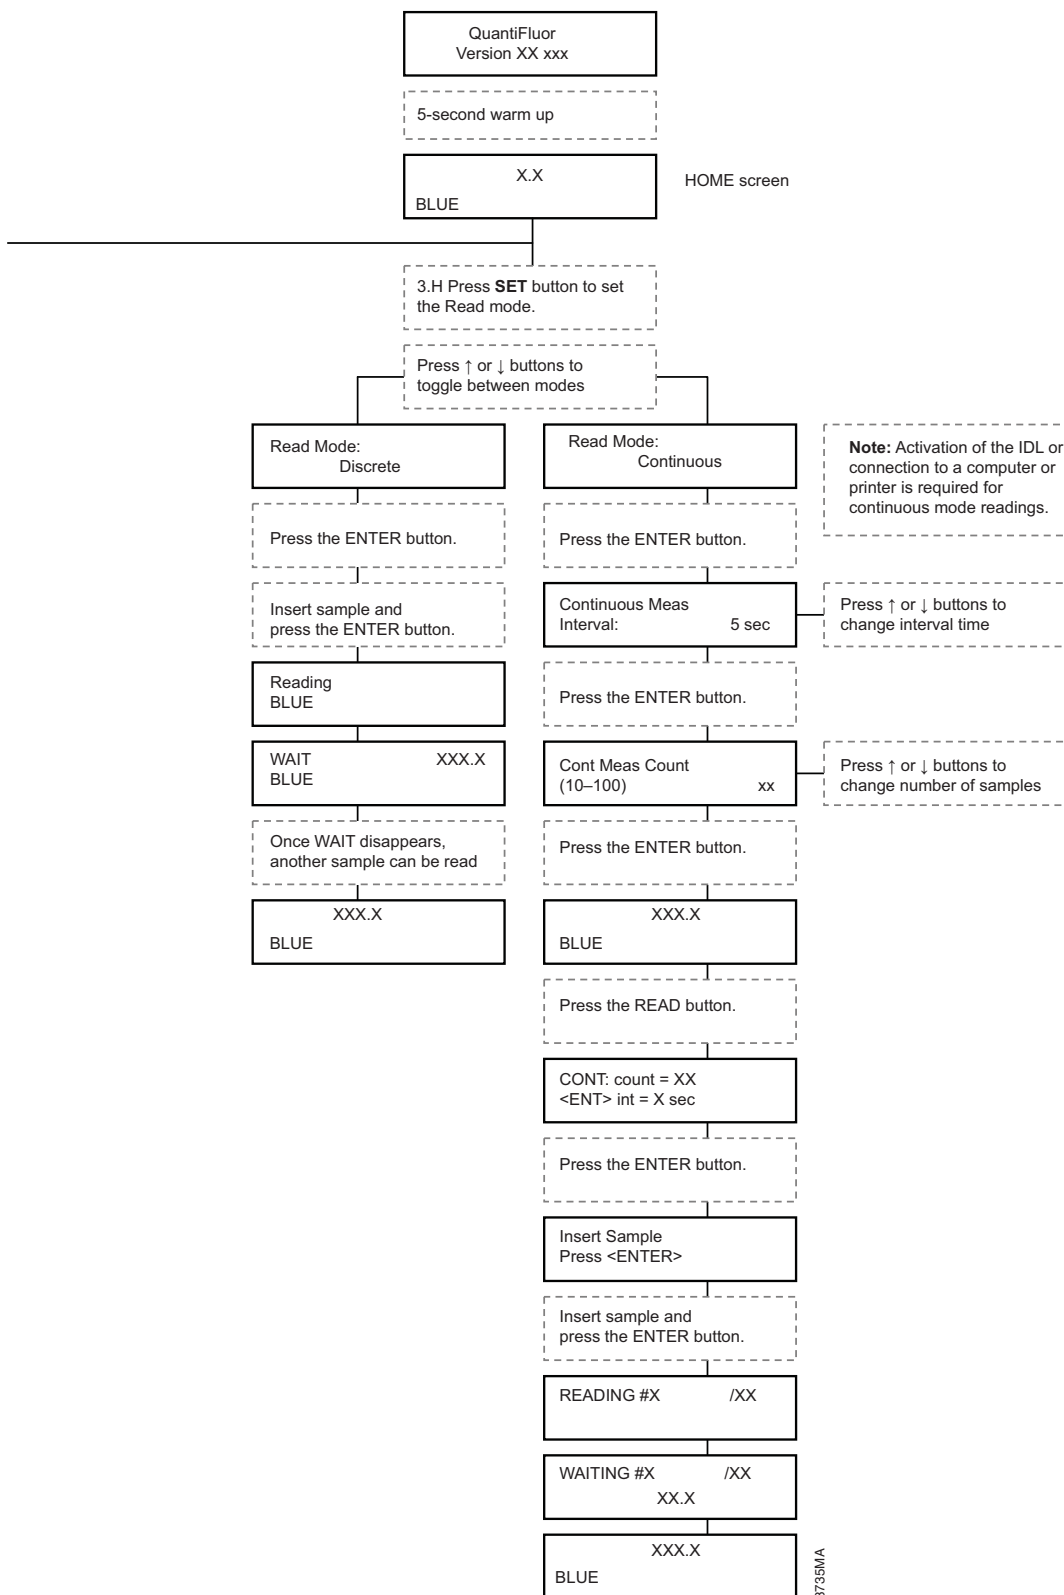 QuantiFluor
Version XX xxx
5-second warm up
X.X
BLUE
HOME screen
3.H Press SET button to set
the Read mode.
Press ↑ or ↓ buttons to
toggle between modes
Read Mode:
Discrete
Press the ENTER button.
Insert sample and
press the ENTER button.
Reading
BLUE
WAIT XXX.X
BLUE
Once WAIT disappears,
another sample can be read
XXX.X
BLUE
Read Mode:
Continuous
Note: Activation of the IDL or
connection to a computer or
printer is required for
continuous mode readings.
Press the ENTER button.
Continuous Meas
Interval: 5 sec
Press ↑ or ↓ buttons to
change interval time
Press the ENTER button.
Cont Meas Count
(10–100) xx
Press ↑ or ↓ buttons to
change number of samples
Press the ENTER button.
XXX.X
BLUE
Press the READ button.
CONT: count = XX
<ENT> int = X sec
Press the ENTER button.
Insert Sample
Press <ENTER>
Insert sample and
press the ENTER button.
READING #X /XX
WAITING #X /XX
XX.X
XXX.X
BLUE
8735MA